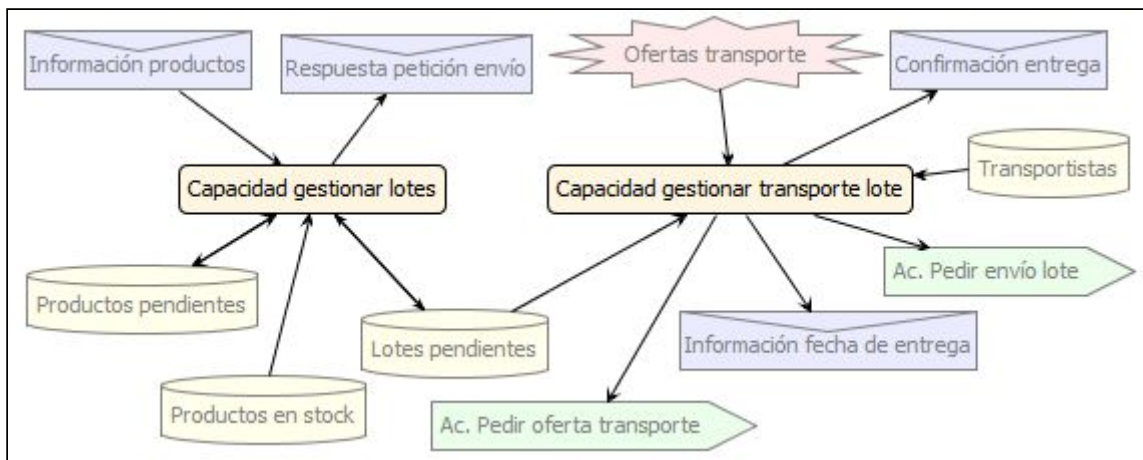 Información productos
Respuesta petición envío
Ofertas transporte
Confirmación entrega
Capacidad gestionar lotes
Capacidad gestionar transporte lote
Transportistas
Productos pendientes
Lotes pendientes
Ac. Pedir envío lote
Información fecha de entrega
Productos en stock
Ac. Pedir oferta transporte